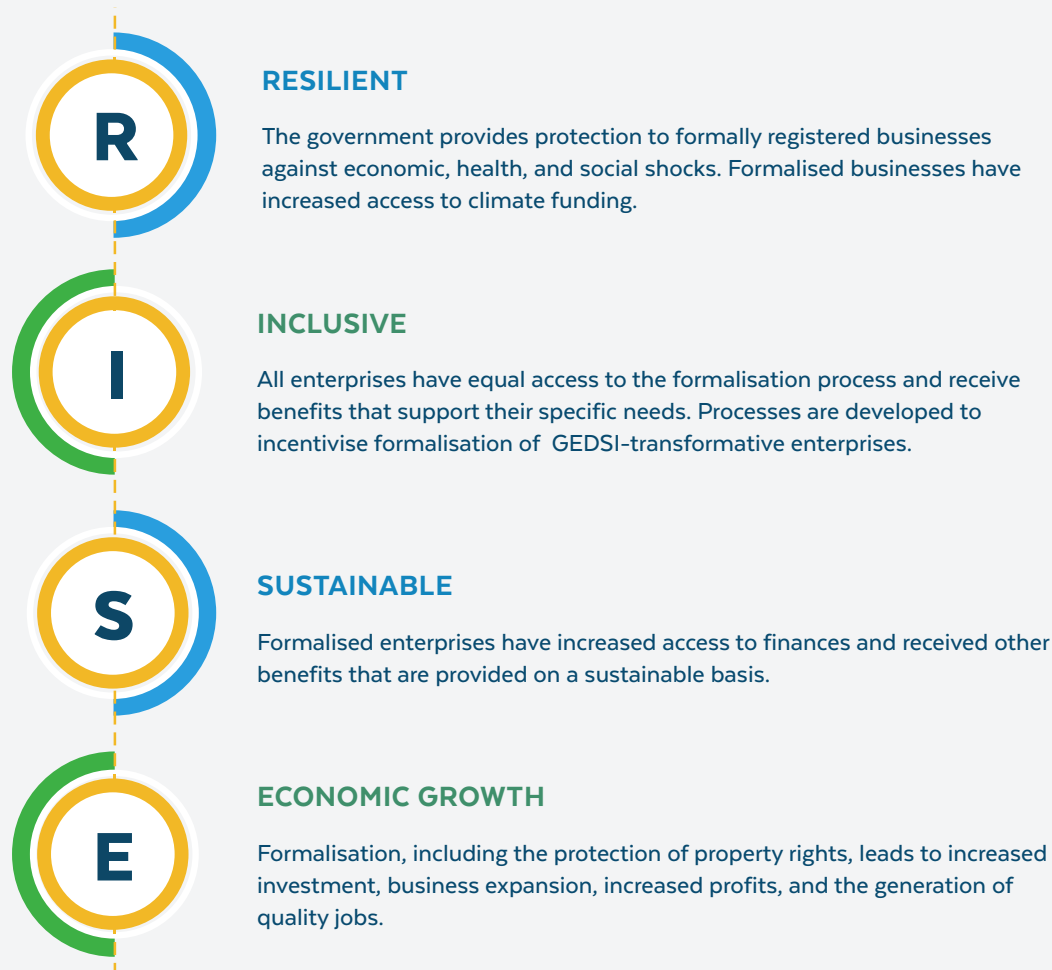 R
RESILIENT
The government provides protection to formally registered businesses
against economic, health, and social shocks. Formalised businesses have
increased access to climate funding.
I
INCLUSIVE
All enterprises have equal access to the formalisation process and receive
benefits that support their specific needs. Processes are developed to
incentivise formalisation of  GEDSI-transformative enterprises.
S
SUSTAINABLE
Formalised enterprises have increased access to finances and received other
benefits that are provided on a sustainable basis.
E
ECONOMIC GROWTH
Formalisation, including the protection of property rights, leads to increased
investment, business expansion, increased profits, and the generation of
quality jobs.